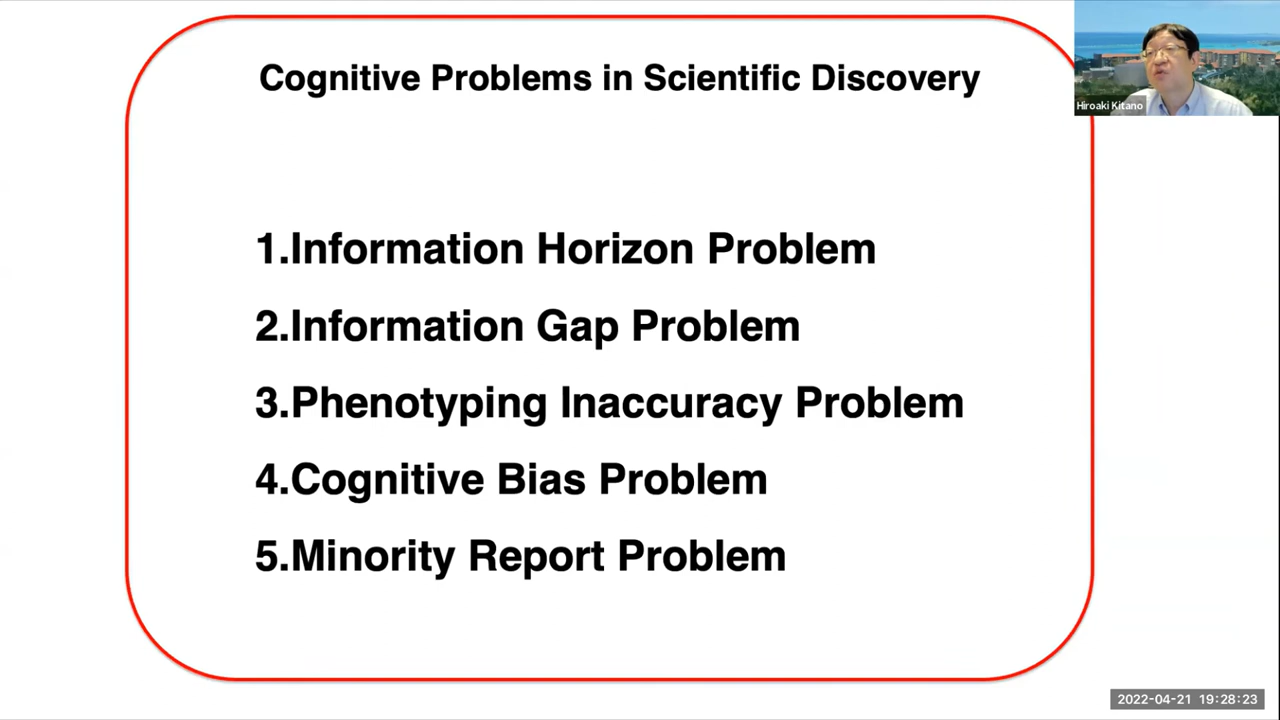 Cognitive Problems in Scientific Discovery
Hiroaki Kitano
1.Information Horizon Problem
2.Information Gap Problem
3.Phenotyping Inaccuracy Problem
4.Cognitive Bias Problem
5.Minority Report Problem
2022-04-21 19:28:23